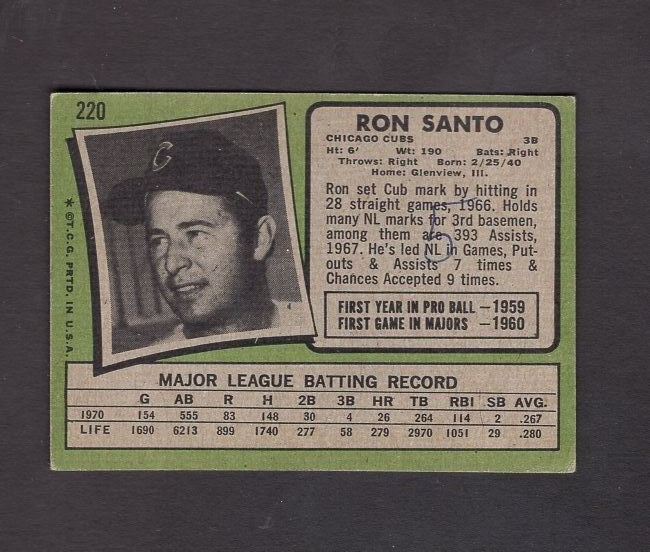 220
C
* ©T.C.G. PRTD. IN U.S.A.
RON SANTO
CHICAGO CUBS 3B
Ht: 6' Wt: 190 Bats: Right
Throws: Right Born: 2/25/40
Home: Glenview, Ill.
Ron set Cub mark by hitting in
28 straight games, 1966. Holds
many NL marks for 3rd basemen,
among them are 393 Assists,
1967. He's led NL in Games, Put-
outs & Assists 7 times &
Chances Accepted 9 times.
5
FIRST YEAR IN PRO BALL —1959
FIRST GAME IN MAJORS —1960
MAJOR LEAGUE BATTING RECORD
G AB R H 2B 3B HR TB RBI SB AVG.
1970 154 555 83 148 30 4 26 264 114 2 .267
LIFE 1690 6213 899 1740 277 58 279 2970 1051 29 .280